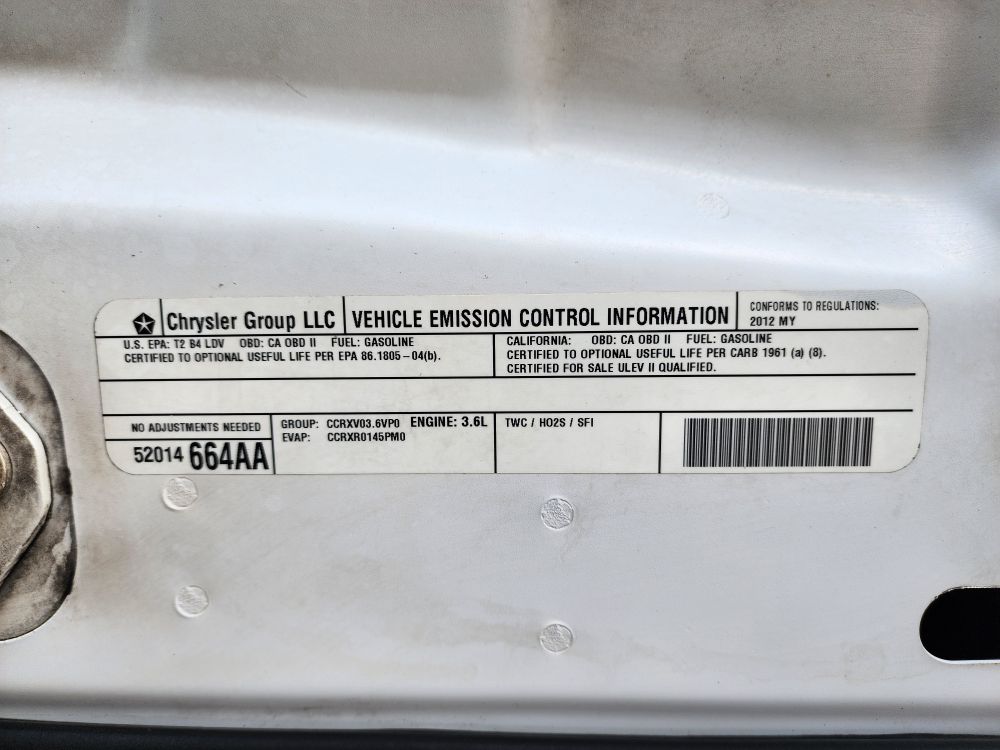 Chrysler Group LLC
VEHICLE EMISSION CONTROL INFORMATION
CONFORMS TO REGULATIONS:
2012 MY
U.S. EPA: T2 B4 LDV OBD: CA OBD II FUEL: GASOLINE
CERTIFIED TO OPTIONAL USEFUL LIFE PER EPA 86.1805-04(b).
CALIFORNIA: OBD: CA OBD II FUEL: GASOLINE
CERTIFIED TO OPTIONAL USEFUL LIFE PER CARB 1961 (a) (8).
CERTIFIED FOR SALE ULEV II QUALIFIED.
NO ADJUSTMENTS NEEDED
52014 664AA
GROUP: CCRXV03.6VP0 ENGINE: 3.6L
EVAP: CCRXR0145PM0
TWC / HO2S / SFI